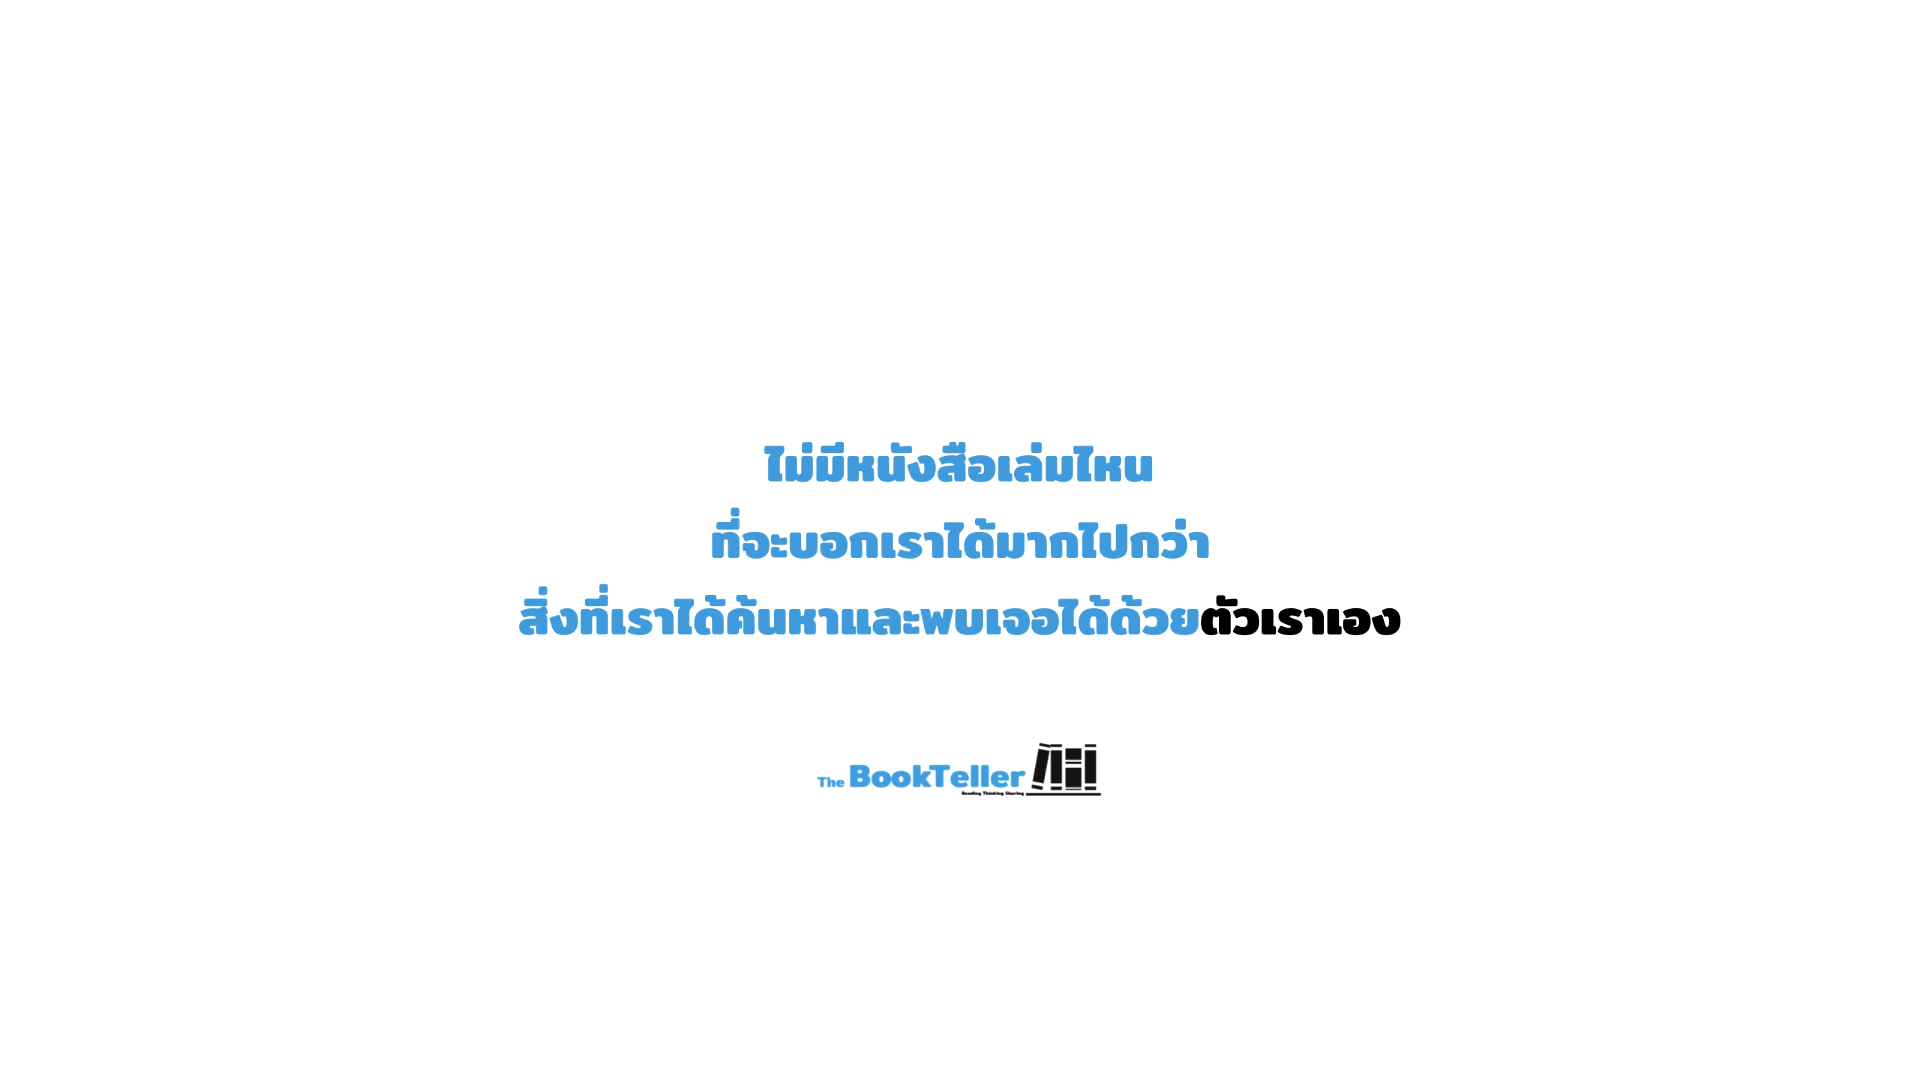 ไม่มีหนังสือเล่มไหน
ที่จะบอกเราได้มากไปกว่า
สิ่งที่เราได้ค้นหาและพบเจอได้ด้วยตัวเราเอง
The BookTeller
Reading Thinking Sharing